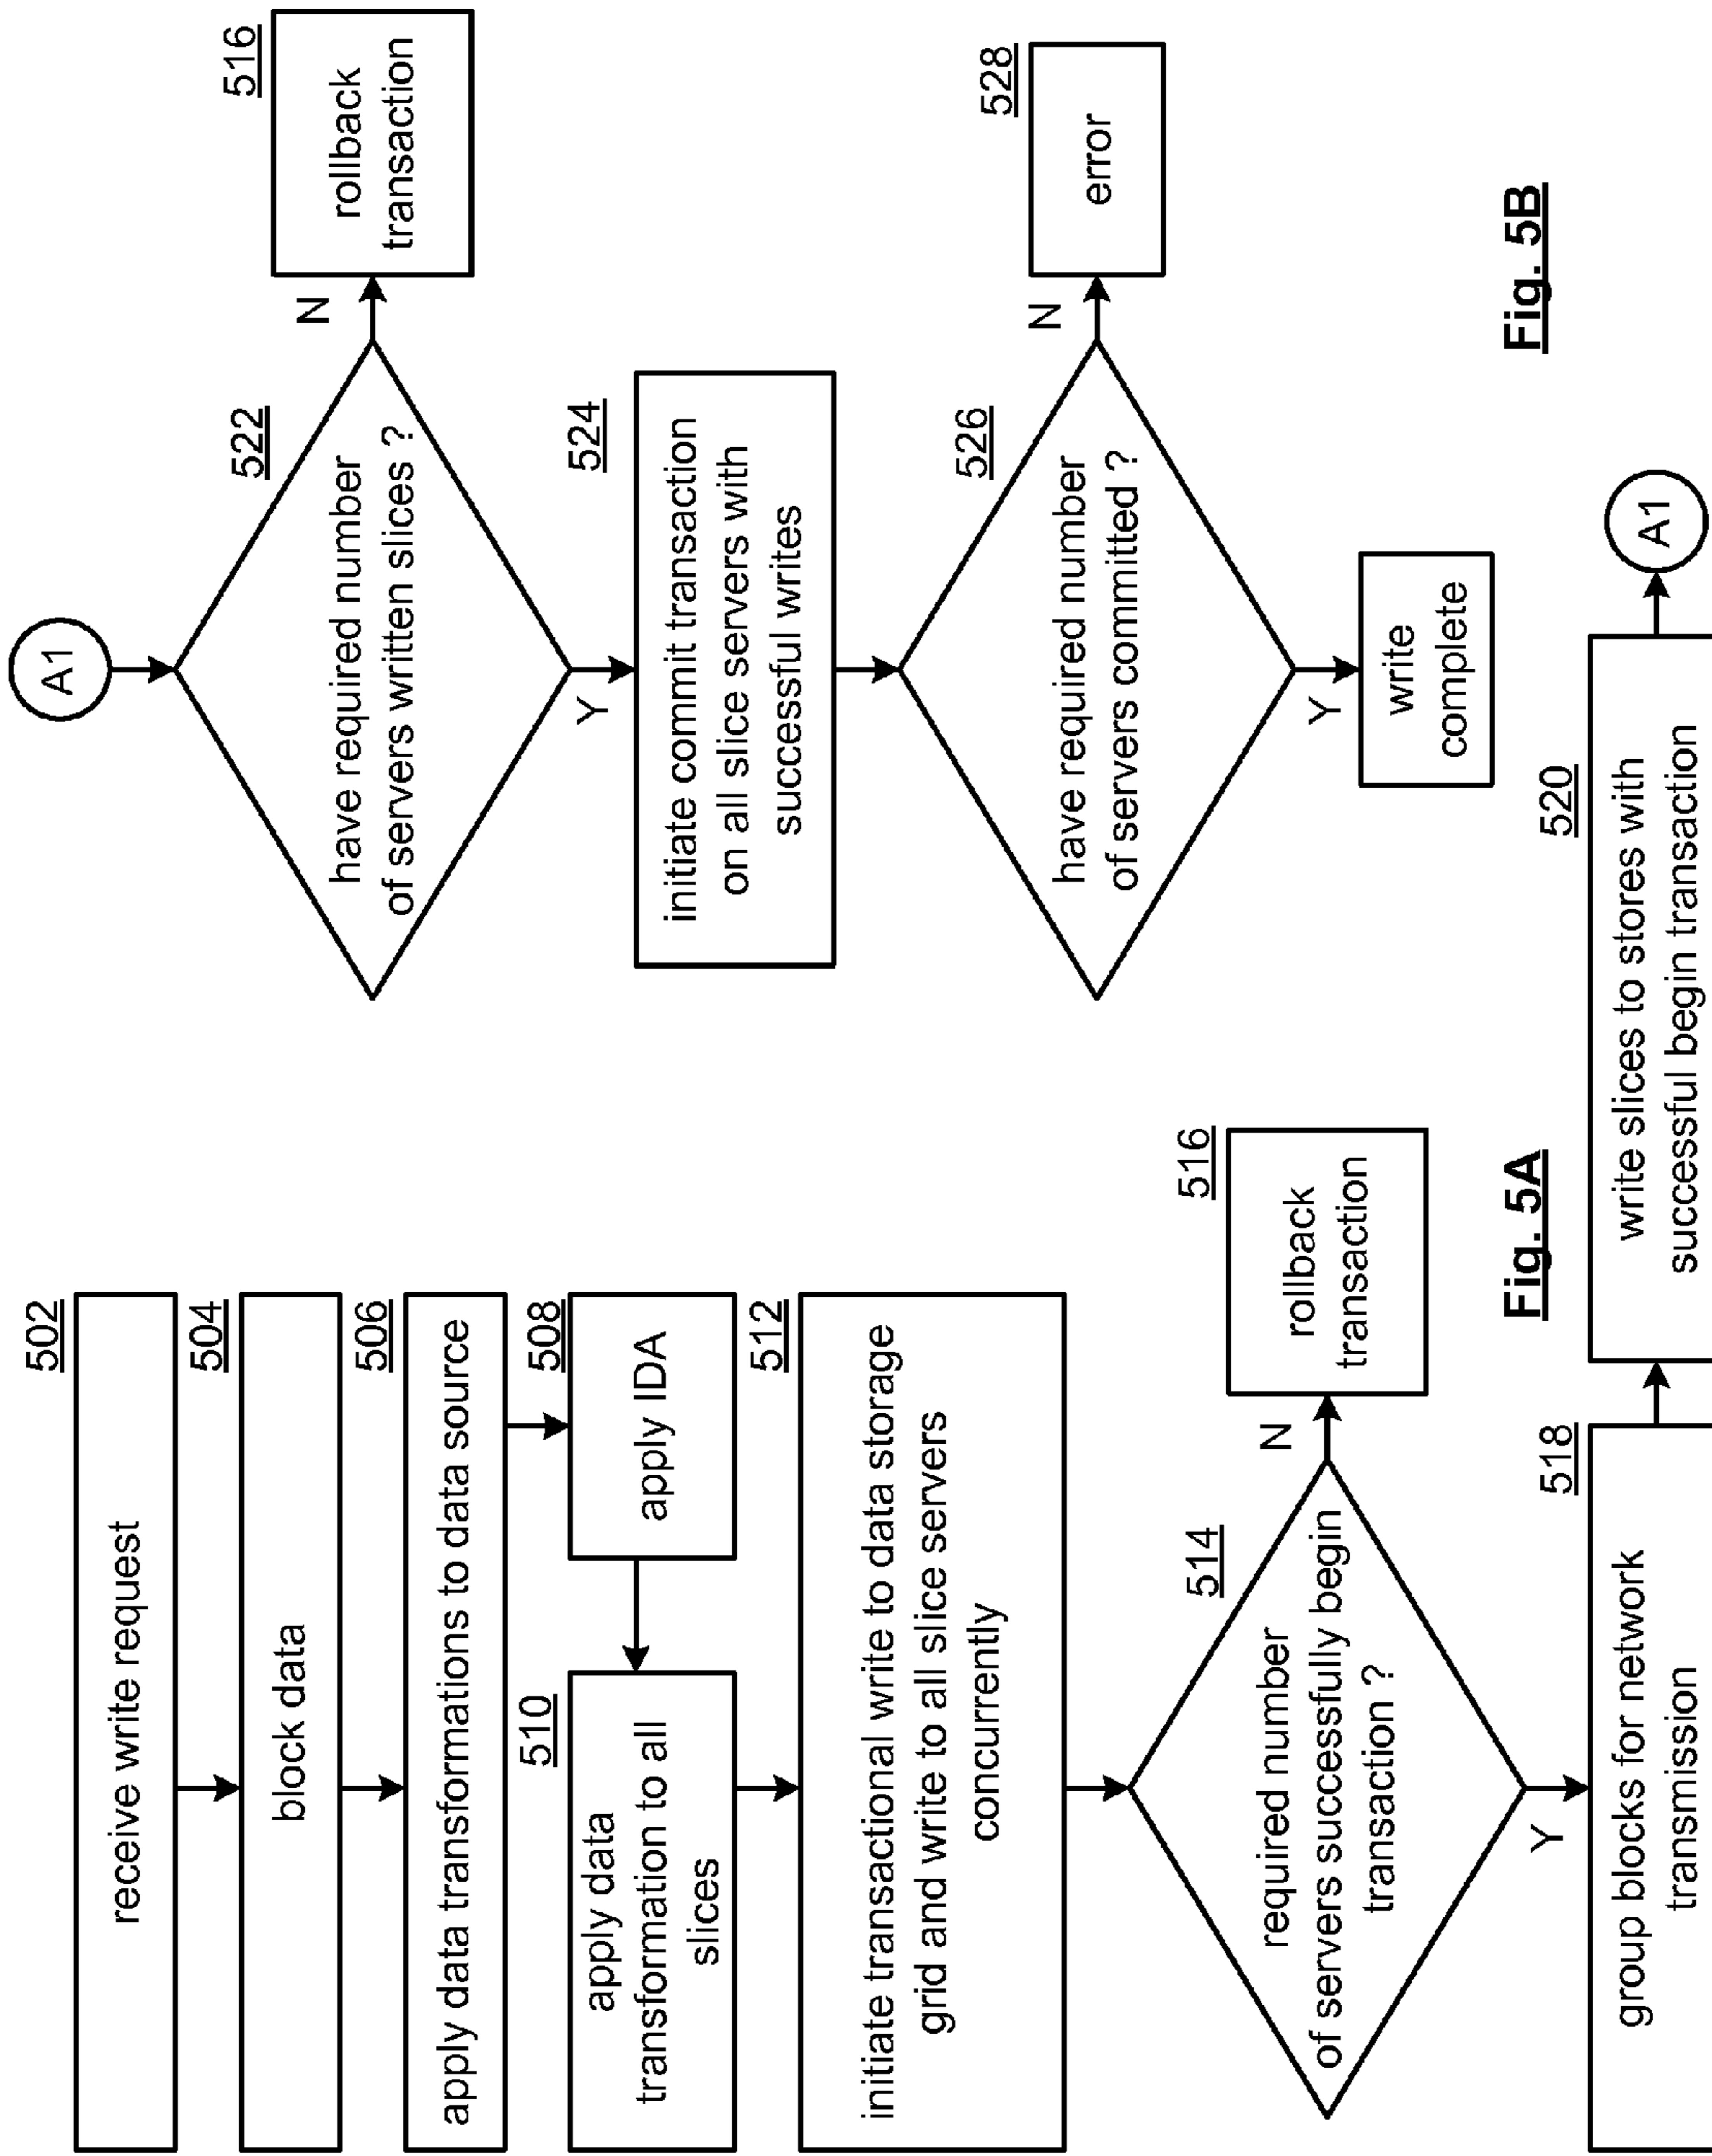 502
receive write request
504
block data
506
apply data transformations to data source
508
apply IDA
510
apply data
transformation to all
slices
512
initiate transactional write to data storage
grid and write to all slice servers
concurrently
514
required number
of servers successfully begin
transaction ?
N
516
rollback
transaction
Y
518
group blocks for network
transmission
520
write slices to stores with
successful begin transaction
A1
Fig. 5A
A1
522
have required number
of servers written slices ?
N
516
rollback
transaction
Y
524
initiate commit transaction
on all slice servers with
successful writes
526
have required number
of servers committed ?
N
528
error
Y
write
complete
Fig. 5B